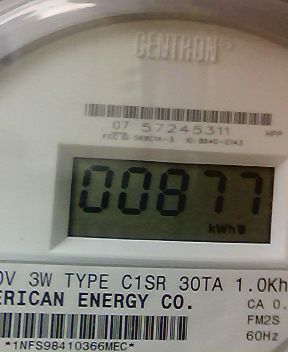 CENTRON®
07 57245311
HPP
00877
kWh
0V 3W TYPE C1SR 30TA 1.0Kh
ERICAN ENERGY CO.
CA 0.
FM2S
60Hz
*1NFS98410366MEC*